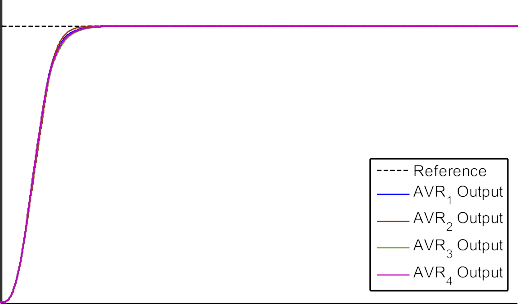 Reference
AVR1 Output
AVR2 Output
AVR3 Output
AVR4 Output